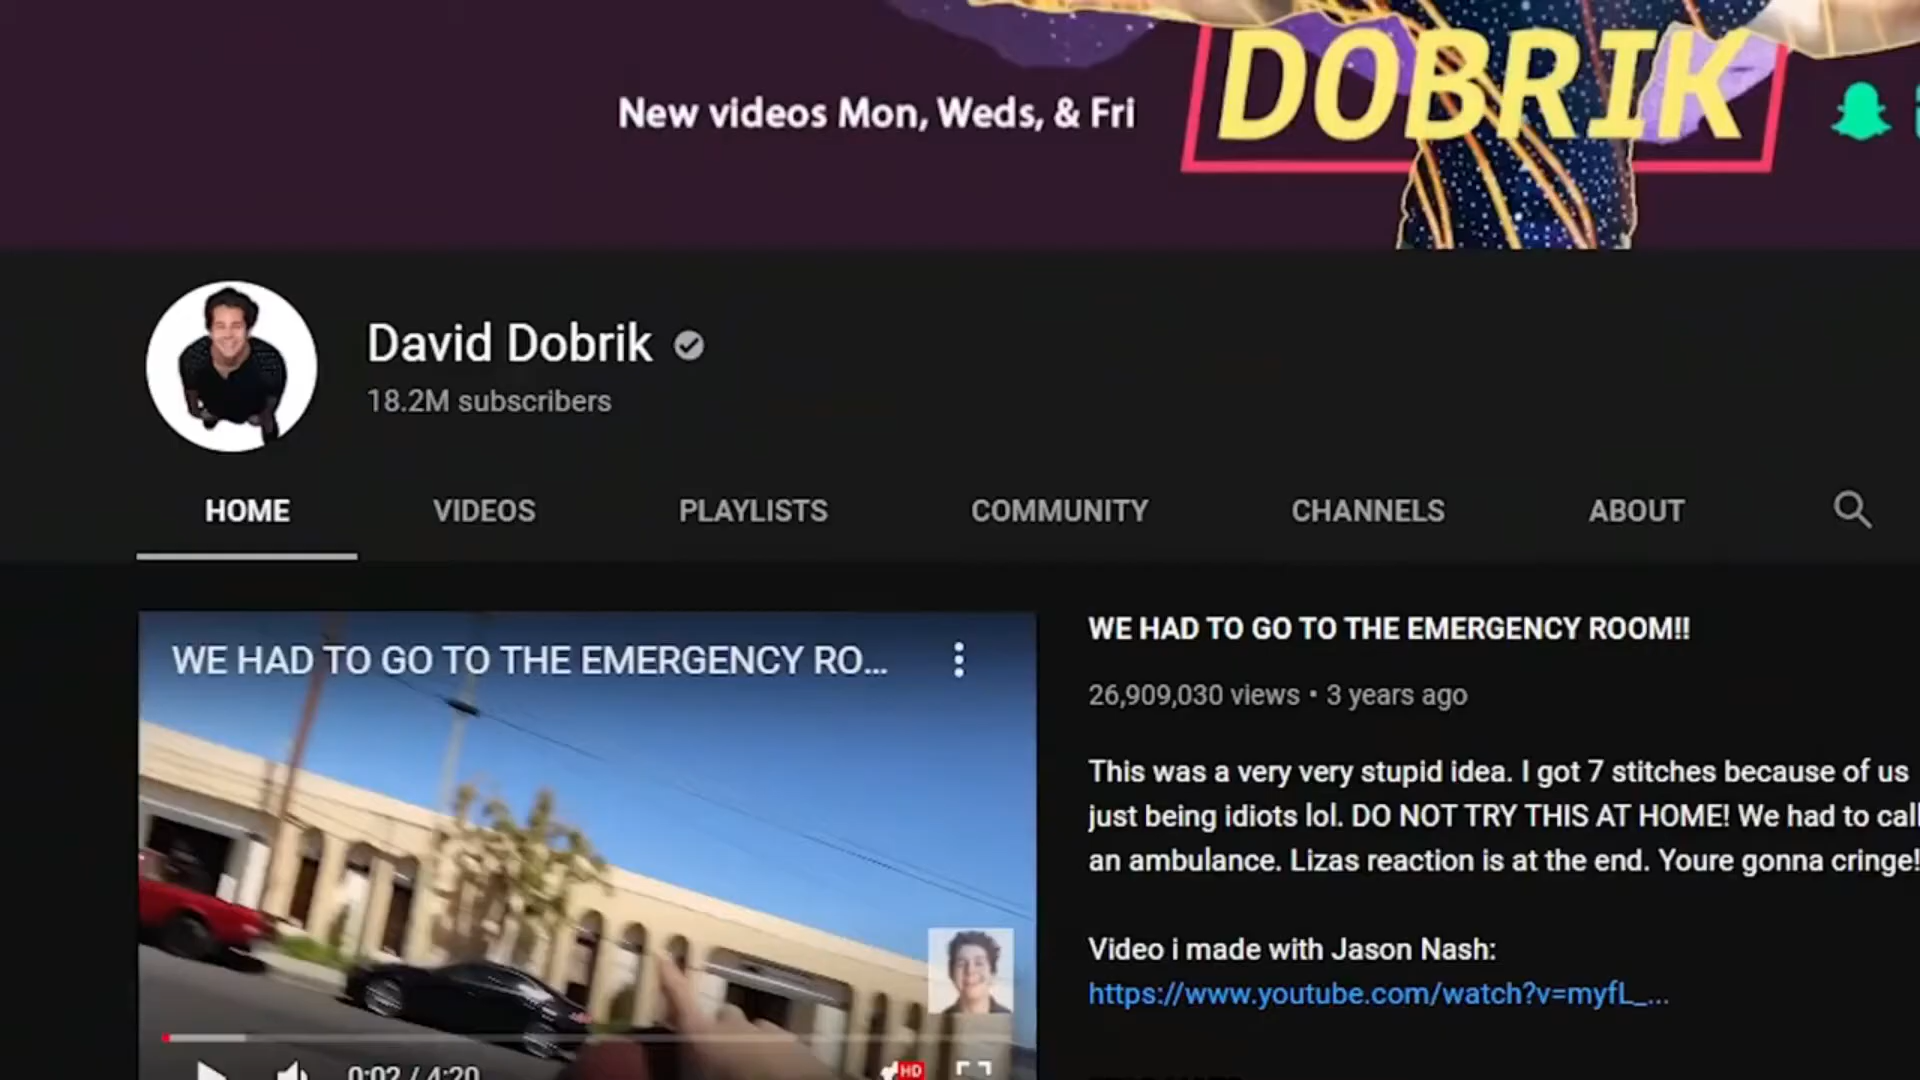 New videos Mon, Weds, & Fri
DOBRIK
David Dobrik
18.2M subscribers
HOME
VIDEOS
PLAYLISTS
COMMUNITY
CHANNELS
ABOUT
WE HAD TO GO TO THE EMERGENCY RO...
0:02 / 4:20
HD
WE HAD TO GO TO THE EMERGENCY ROOM!!
26,909,030 views • 3 years ago
This was a very very stupid idea. I got 7 stitches because of us
just being idiots lol. DO NOT TRY THIS AT HOME! We had to call
an ambulance. Lizas reaction is at the end. Youre gonna cringe!
Video i made with Jason Nash:
https://www.youtube.com/watch?v=myfL_...